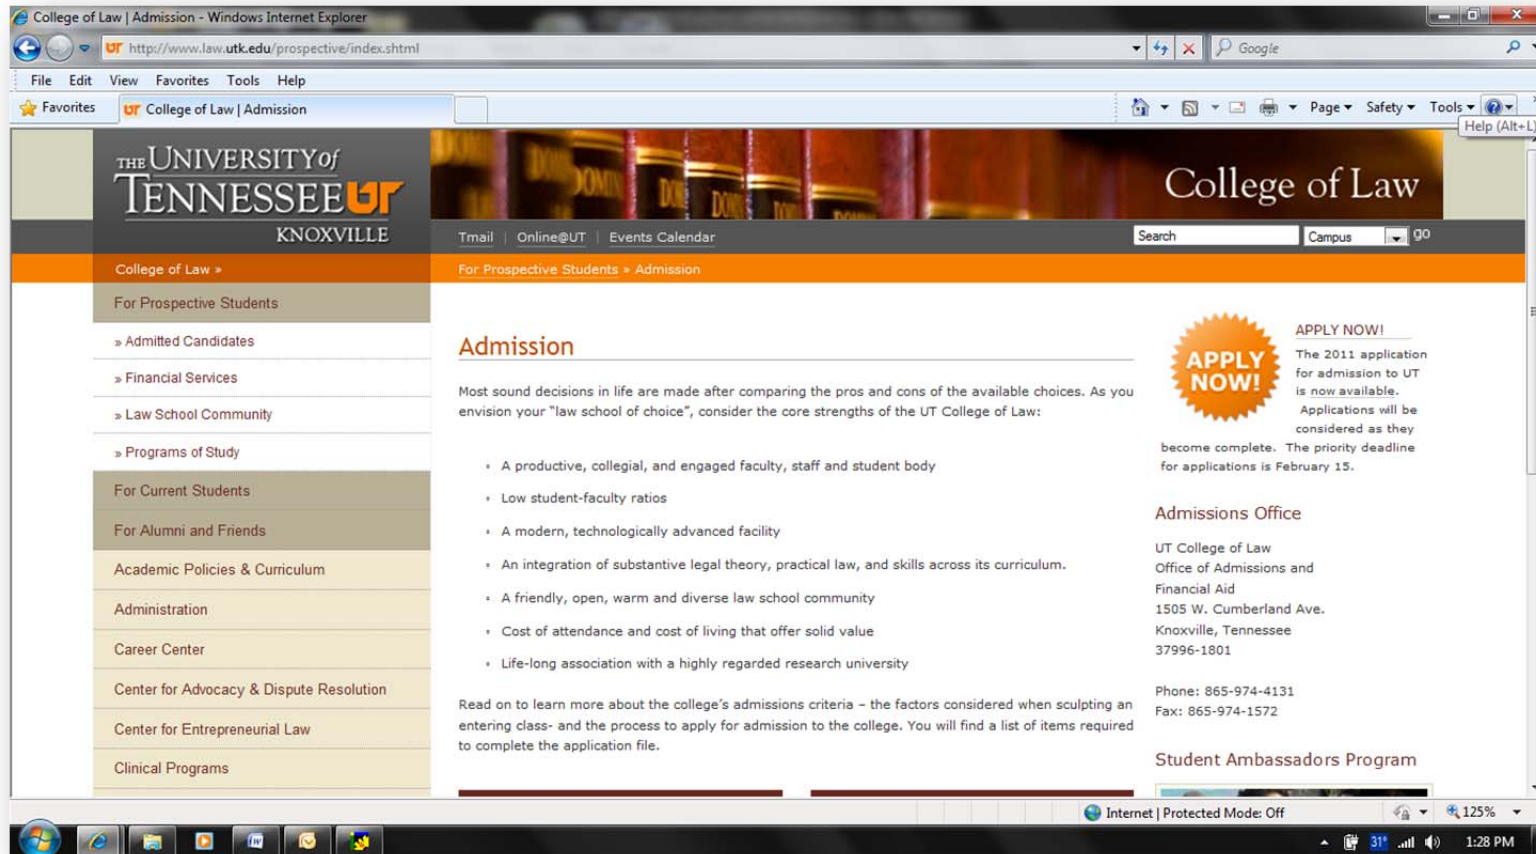 College of Law | Admission - Windows Internet Explorer
http://www.law.utk.edu/prospective/index.shtml
Google
File Edit View Favorites Tools Help
Favorites
UT College of Law | Admission
Page Safety Tools
Help (Alt+L)
THE UNIVERSITY of
TENNESSEE UT
KNOXVILLE
College of Law
Tmail | Online@UT | Events Calendar
Search
Campus
go
College of Law »
For Prospective Students » Admission
For Prospective Students
» Admitted Candidates
» Financial Services
» Law School Community
» Programs of Study
For Current Students
For Alumni and Friends
Academic Policies & Curriculum
Administration
Career Center
Center for Advocacy & Dispute Resolution
Center for Entrepreneurial Law
Clinical Programs
Admission
Most sound decisions in life are made after comparing the pros and cons of the available choices. As you
envision your "law school of choice", consider the core strengths of the UT College of Law:
A productive, collegial, and engaged faculty, staff and student body
Low student-faculty ratios
A modern, technologically advanced facility
An integration of substantive legal theory, practical law, and skills across its curriculum.
A friendly, open, warm and diverse law school community
Cost of attendance and cost of living that offer solid value
Life-long association with a highly regarded research university
Read on to learn more about the college's admissions criteria – the factors considered when sculpting an
entering class- and the process to apply for admission to the college. You will find a list of items required
to complete the application file.
APPLY
NOW!
APPLY NOW!
The 2011 application
for admission to UT
is now available.
Applications will be
considered as they
become complete. The priority deadline
for applications is February 15.
Admissions Office
UT College of Law
Office of Admissions and
Financial Aid
1505 W. Cumberland Ave.
Knoxville, Tennessee
37996-1801
Phone: 865-974-4131
Fax: 865-974-1572
Student Ambassadors Program
Internet | Protected Mode: Off
125%
31°
1:28 PM